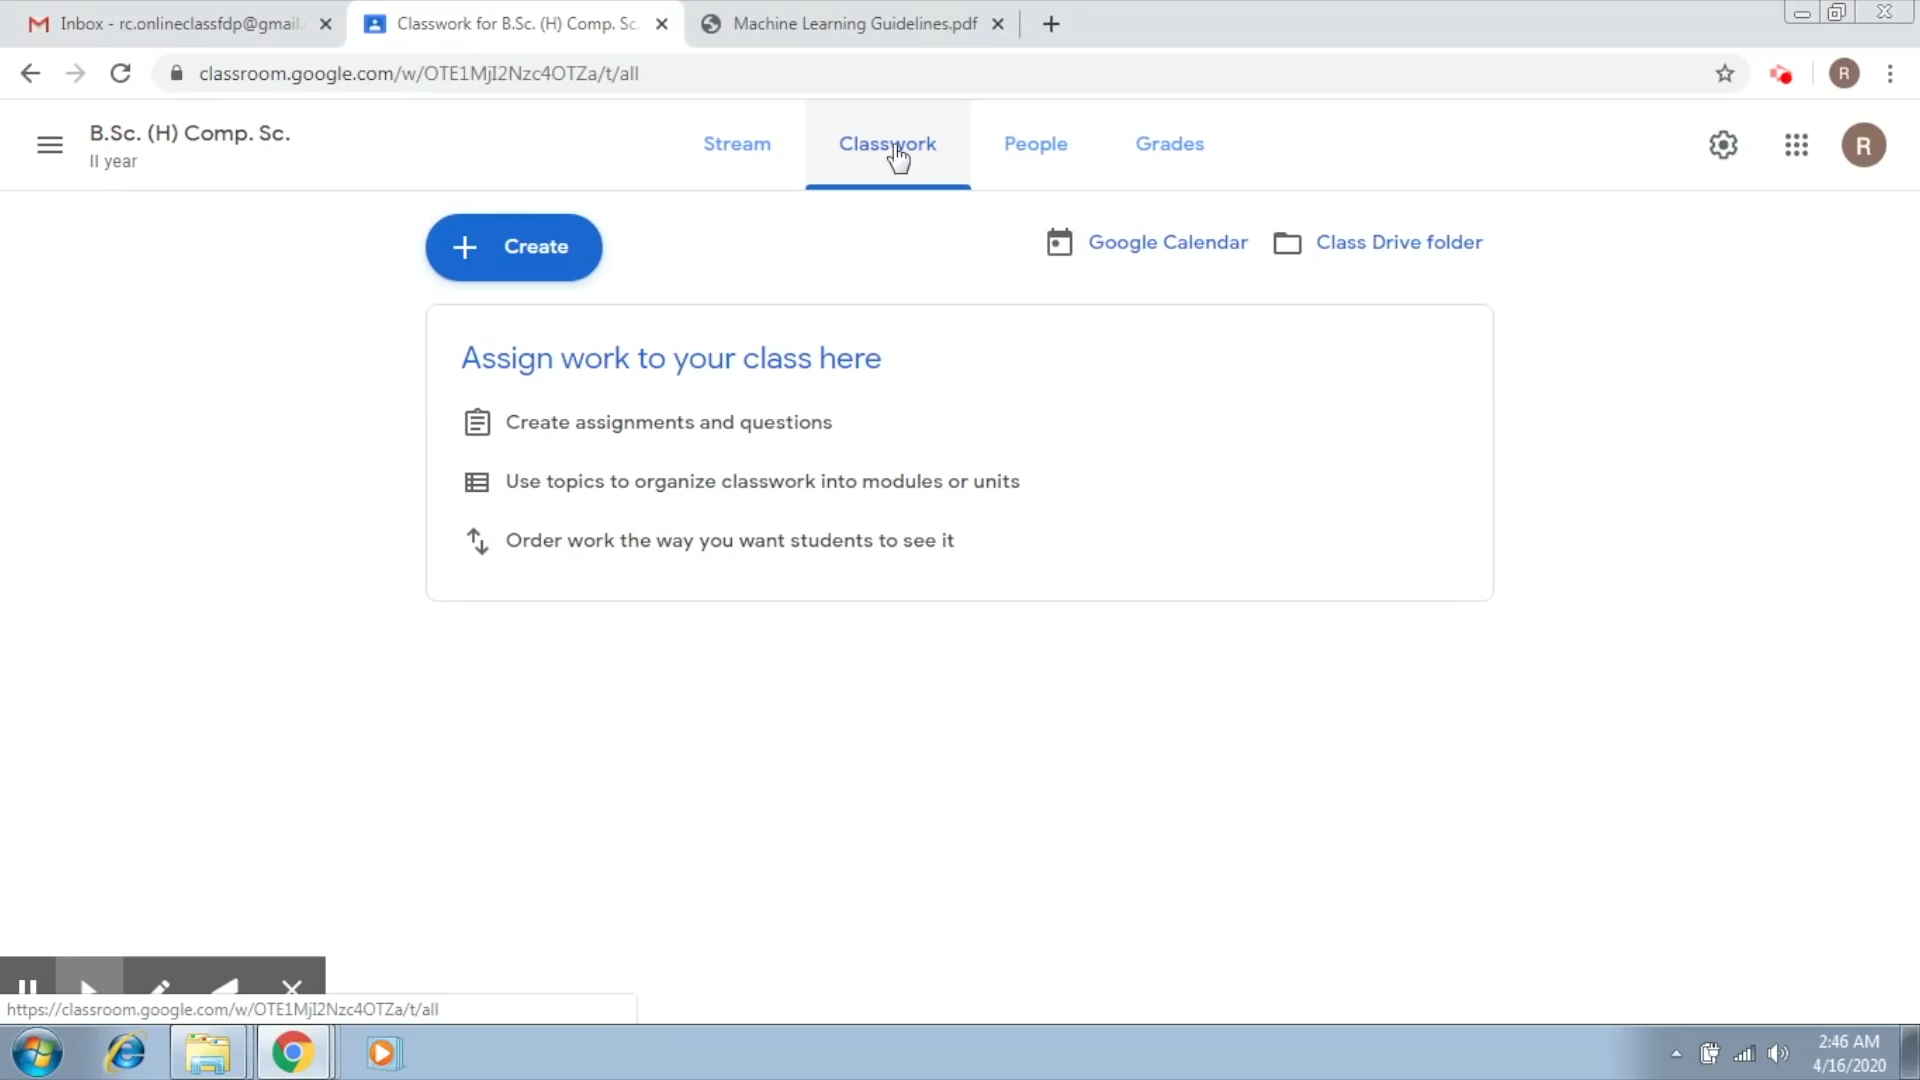 Inbox - rc.onlineclassfdp@gmail.
Classwork for B.Sc. (H) Comp. Sc.
Machine Learning Guidelines.pdf
classroom.google.com/w/OTE1MjI2Nzc4OTZa/t/all
R
B.Sc. (H) Comp. Sc.
II year
Stream
Classwork
People
Grades
R
Create
Google Calendar
Class Drive folder
Assign work to your class here
Create assignments and questions
Use topics to organize classwork into modules or units
Order work the way you want students to see it
https://classroom.google.com/w/OTE1MjI2Nzc4OTZa/t/all
2:46 AM
4/16/2020